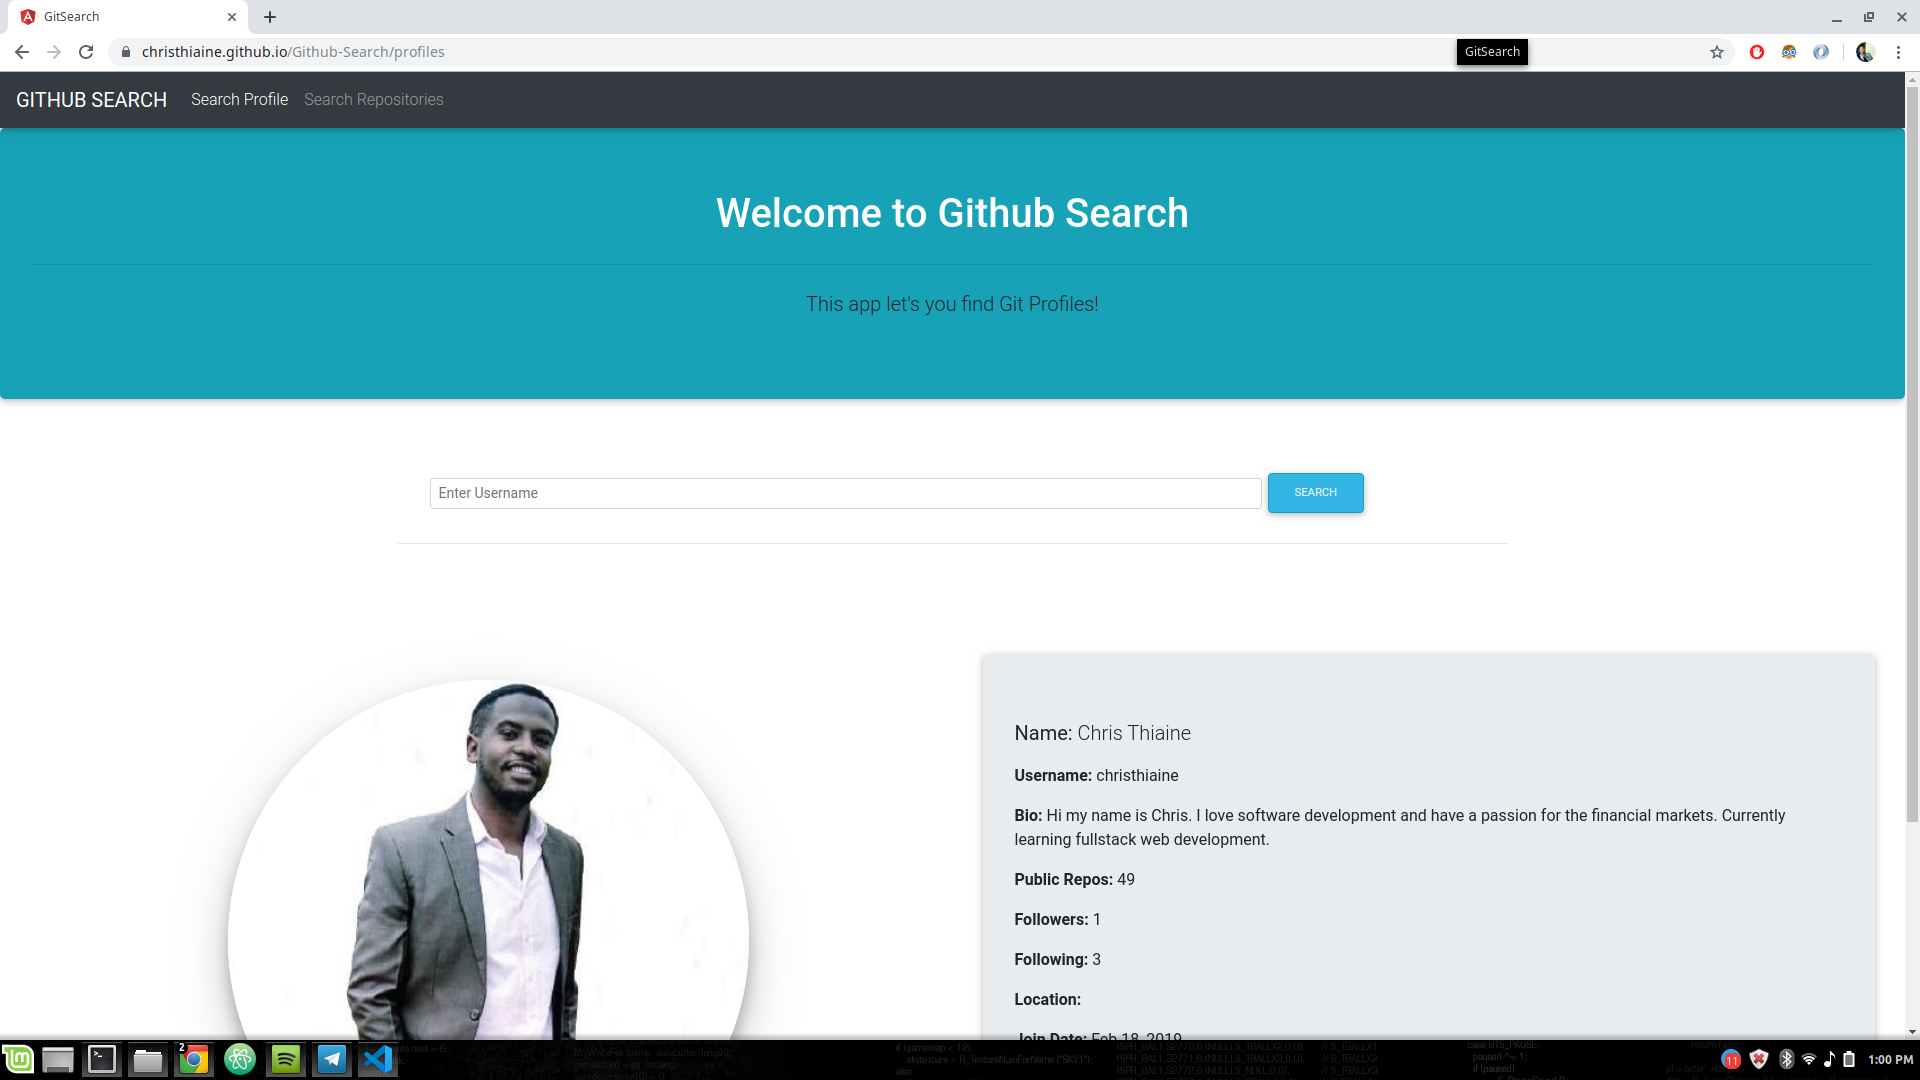 GitSearch
christhiaine.github.io/Github-Search/profiles
GitSearch
GITHUB SEARCH Search Profile Search Repositories
Welcome to Github Search
This app let's you find Git Profiles!
Enter Username SEARCH
Name: Chris Thiaine
Username: christhiaine
Bio: Hi my name is Chris. I love software development and have a passion for the financial markets. Currently
learning fullstack web development.
Public Repos: 49
Followers: 1
Following: 3
Location:
Join Date: Feb 18, 2019
2
11
1:00 PM